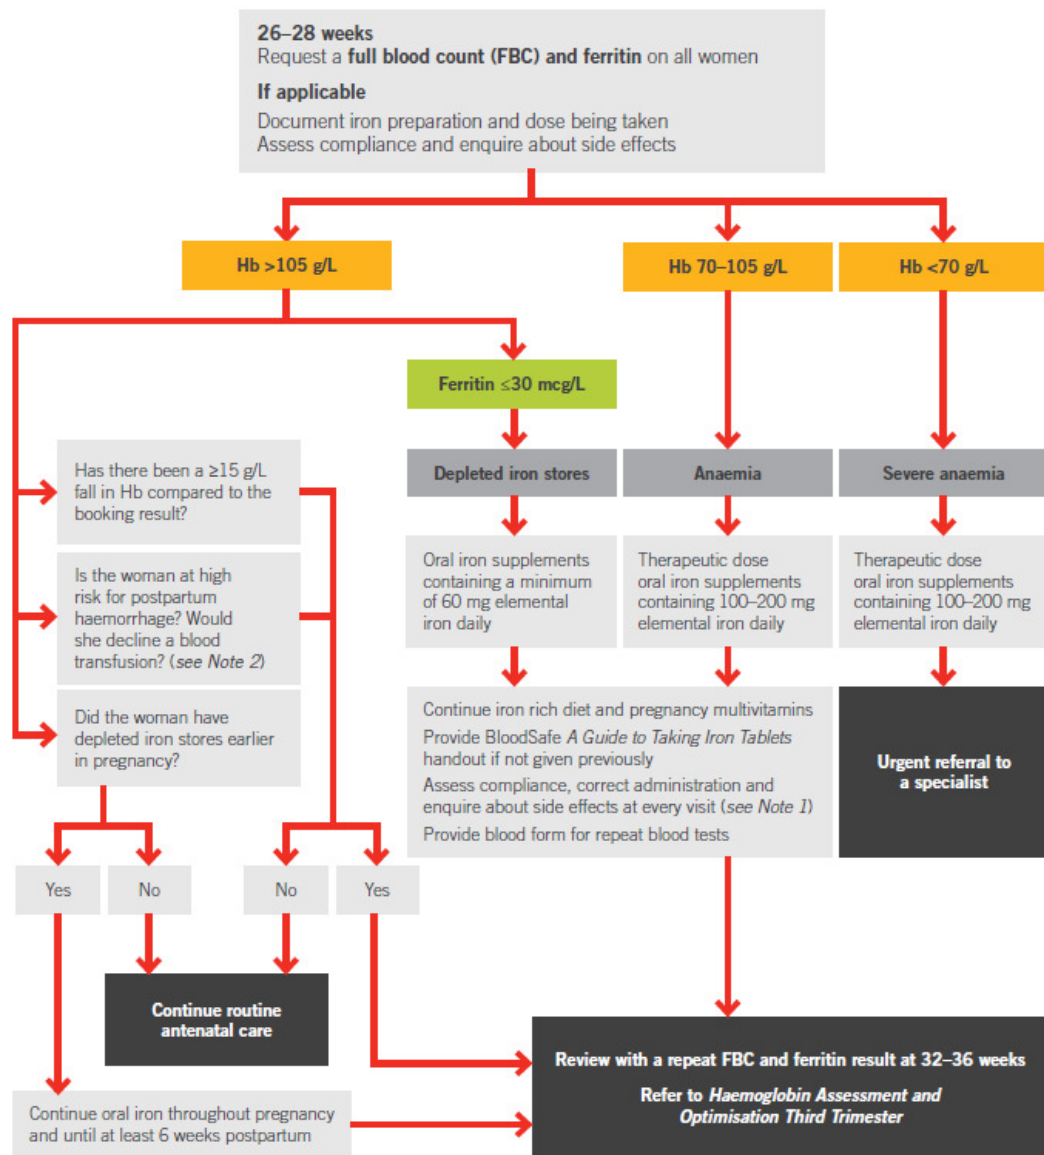 26–28 weeks
Request a full blood count (FBC) and ferritin on all women
If applicable
Document iron preparation and dose being taken
Assess compliance and enquire about side effects
Hb >105 g/L
Hb 70–105 g/L
Hb <70 g/L
Ferritin ≤30 mcg/L
Depleted iron stores
Anaemia
Severe anaemia
Has there been a ≥15 g/L
fall in Hb compared to the
booking result?
Is the woman at high
risk for postpartum
haemorrhage? Would
she decline a blood
transfusion? (see Note 2)
Did the woman have
depleted iron stores earlier
in pregnancy?
Oral iron supplements
containing a minimum
of 60 mg elemental
iron daily
Therapeutic dose
oral iron supplements
containing 100–200 mg
elemental iron daily
Therapeutic dose
oral iron supplements
containing 100–200 mg
elemental iron daily
Continue iron rich diet and pregnancy multivitamins
Provide BloodSafe A Guide to Taking Iron Tablets
handout if not given previously
Assess compliance, correct administration and
enquire about side effects at every visit (see Note 1)
Provide blood form for repeat blood tests
Urgent referral to
a specialist
Yes
No
No
Yes
Continue routine
antenatal care
Continue oral iron throughout pregnancy
and until at least 6 weeks postpartum
Review with a repeat FBC and ferritin result at 32–36 weeks
Refer to Haemoglobin Assessment and
Optimisation Third Trimester